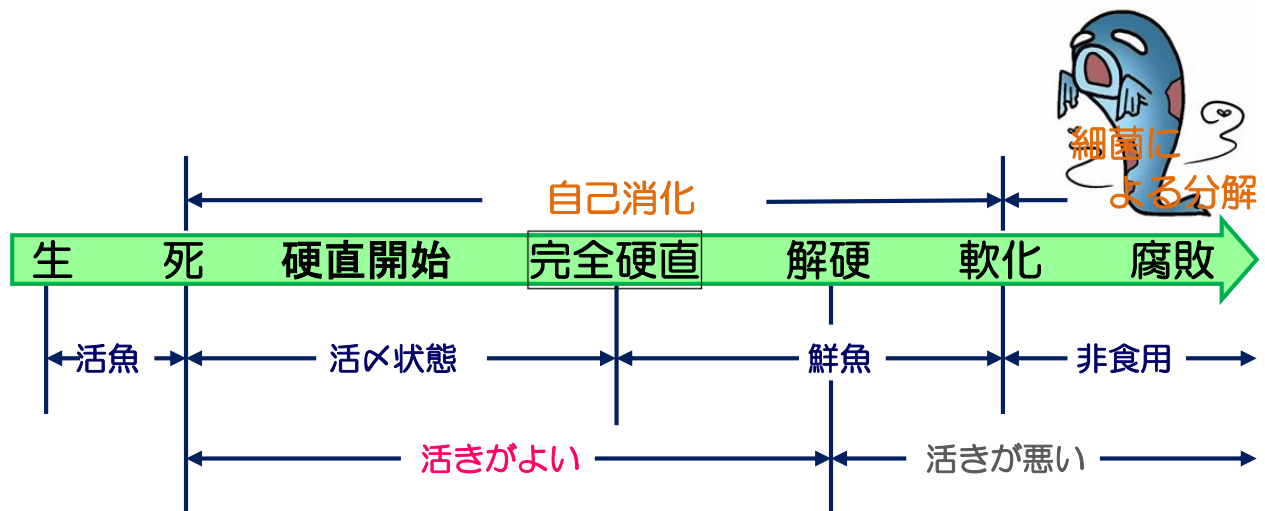 細菌に
よる分解
自己消化
生 死 硬直開始 完全硬直 解硬 軟化 腐敗
活魚 活〆状態 鮮魚 非食用
活きがよい 活きが悪い